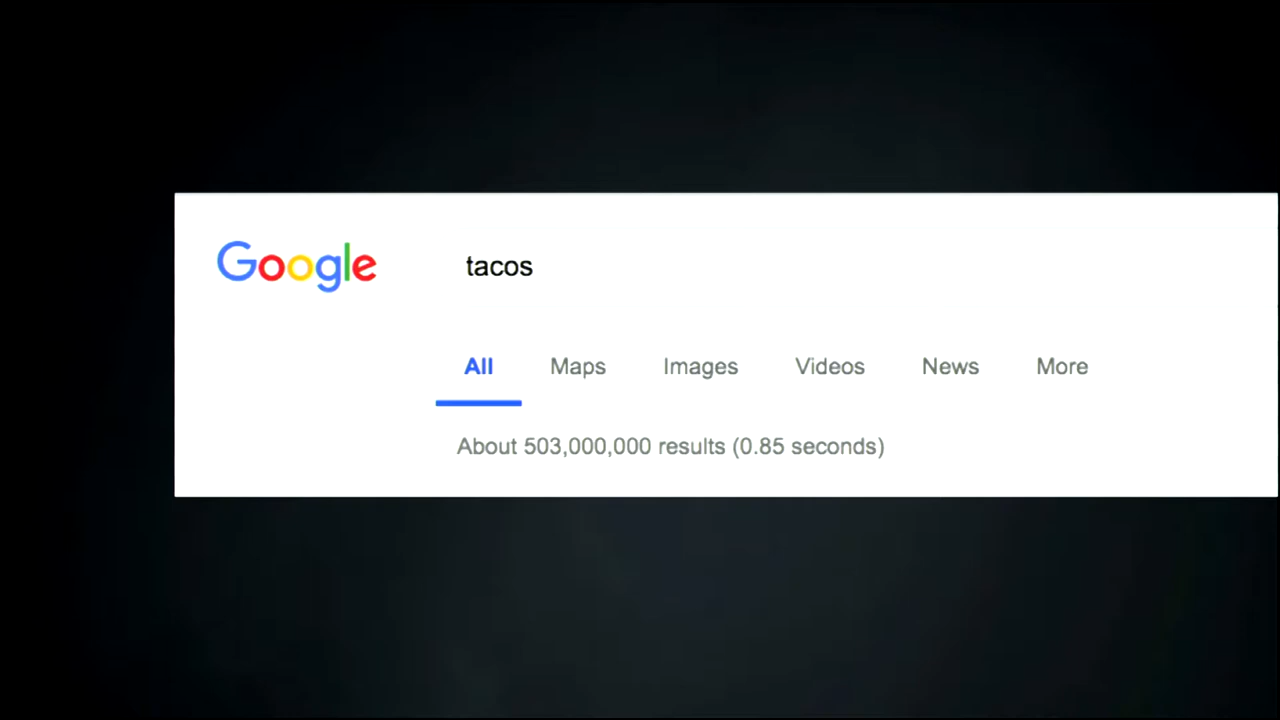 Google tacos
All Maps Images Videos News More
About 503,000,000 results (0.85 seconds)